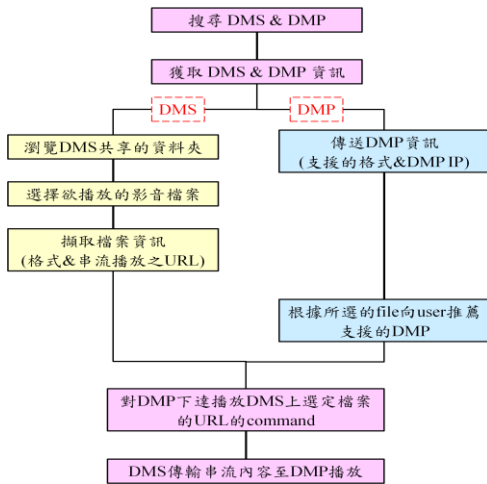 搜尋 DMS & DMP
獲取 DMS & DMP 資訊
DMS
DMP
瀏覽DMS共享的資料夾
選擇欲播放的影音檔案
擷取檔案資訊
(格式&串流播放之URL)
傳送DMP資訊
(支援的格式&DMP IP)
根據所選的file向user推薦
支援的DMP
對DMP下達播放DMS上選定檔案
的URL的command
DMS傳輸串流內容至DMP播放